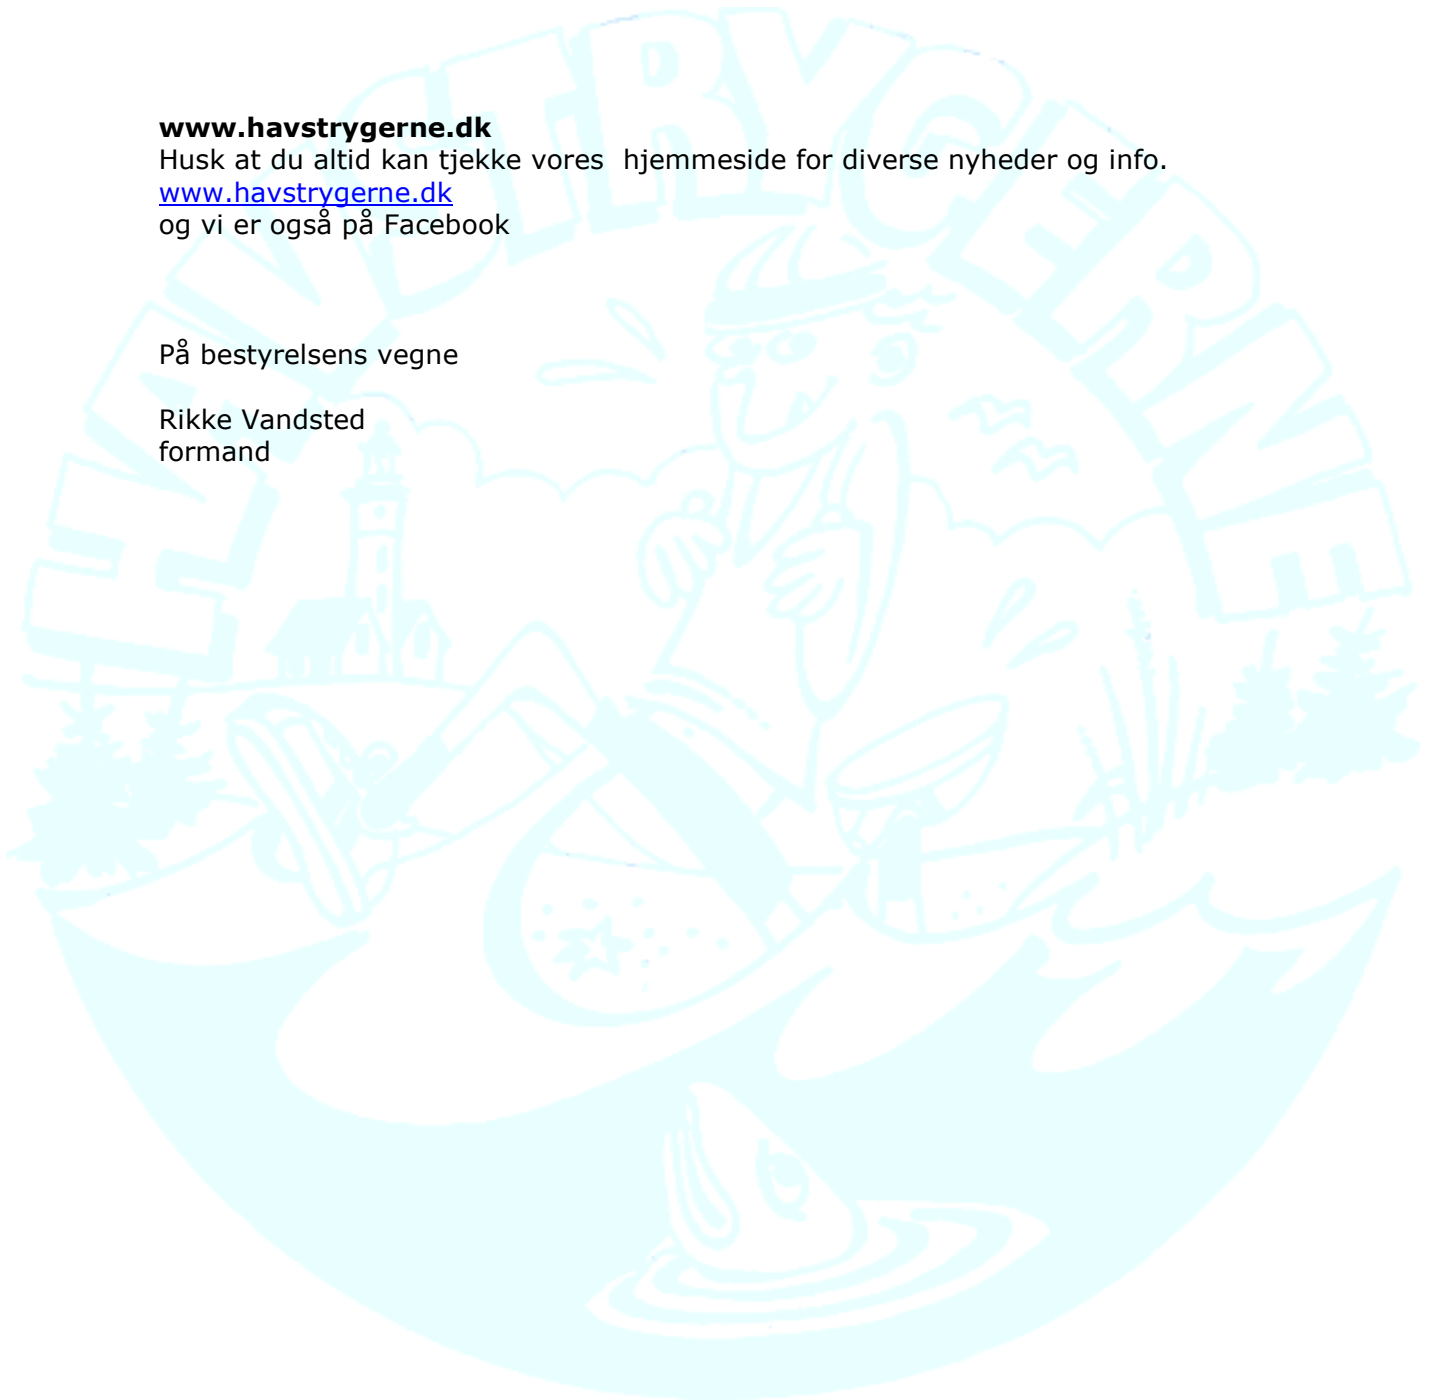 HAVSTRYGERNE
www.havstrygerne.dk
Husk at du altid kan tjekke vores  hjemmeside for diverse nyheder og info.
www.havstrygerne.dk
og vi er også på Facebook
På bestyrelsens vegne
Rikke Vandsted
formand